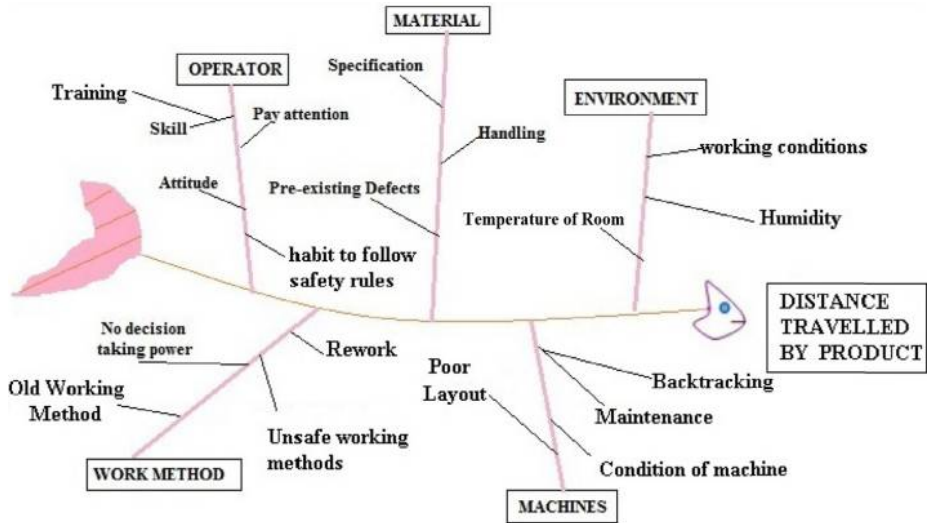 MATERIAL
OPERATOR
Specification
Training
ENVIRONMENT
Pay attention
Skill
Handling
working conditions
Attitude
Pre-existing Defects
Temperature of Room
Humidity
habit to follow
safety rules
DISTANCE
TRAVELLED
BY PRODUCT
No decision
taking power
Rework
Poor
Layout
Backtracking
Old Working
Method
Maintenance
Unsafe working
methods
Condition of machine
WORK METHOD
MACHINES